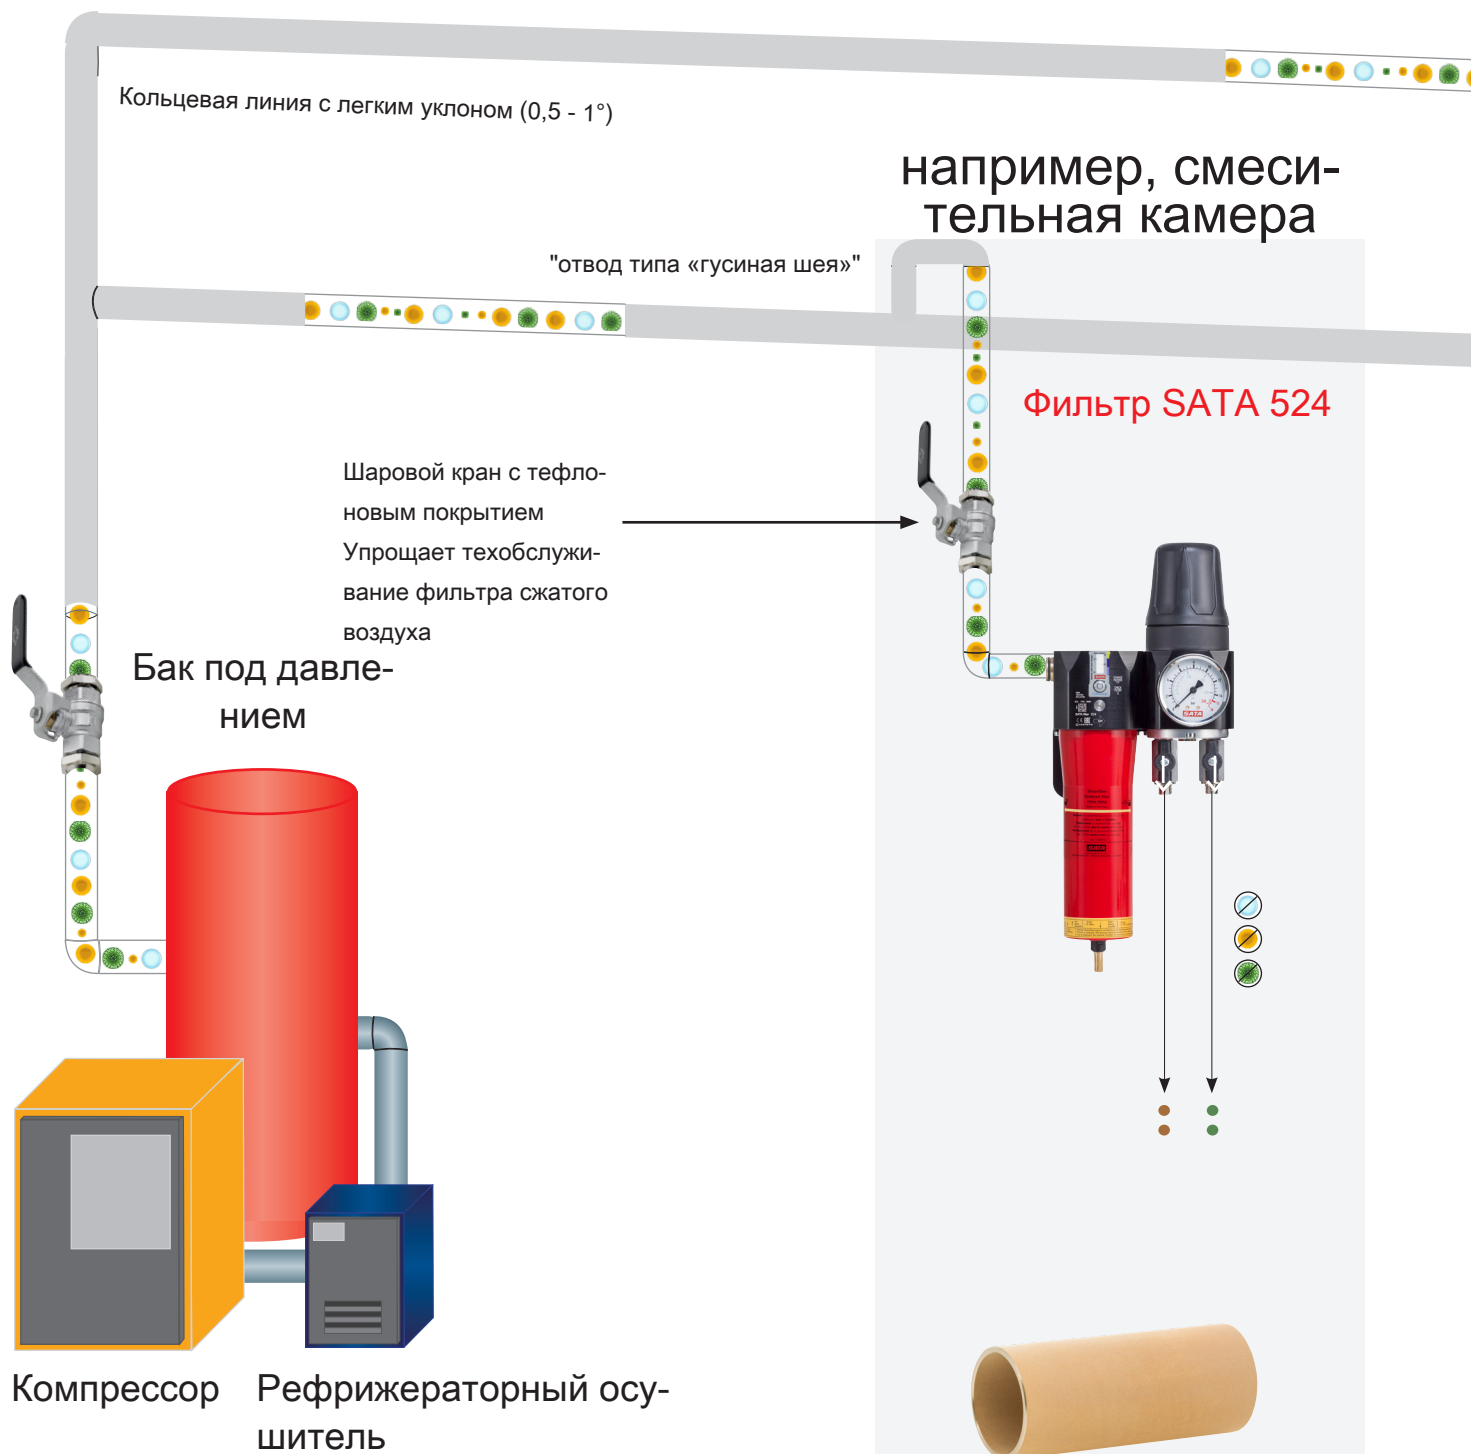 Кольцевая линия с легким уклоном (0,5 - 1°)
например, смеси-
тельная камера
"отвод типа «гусиная шея»"
Фильтр SATA 524
Шаровой кран с тефло-
новым покрытием
Упрощает техобслужи-
вание фильтра сжатого
воздуха
Бак под давле-
нием
SATA
Компрессор
Рефрижераторный осу-
шитель